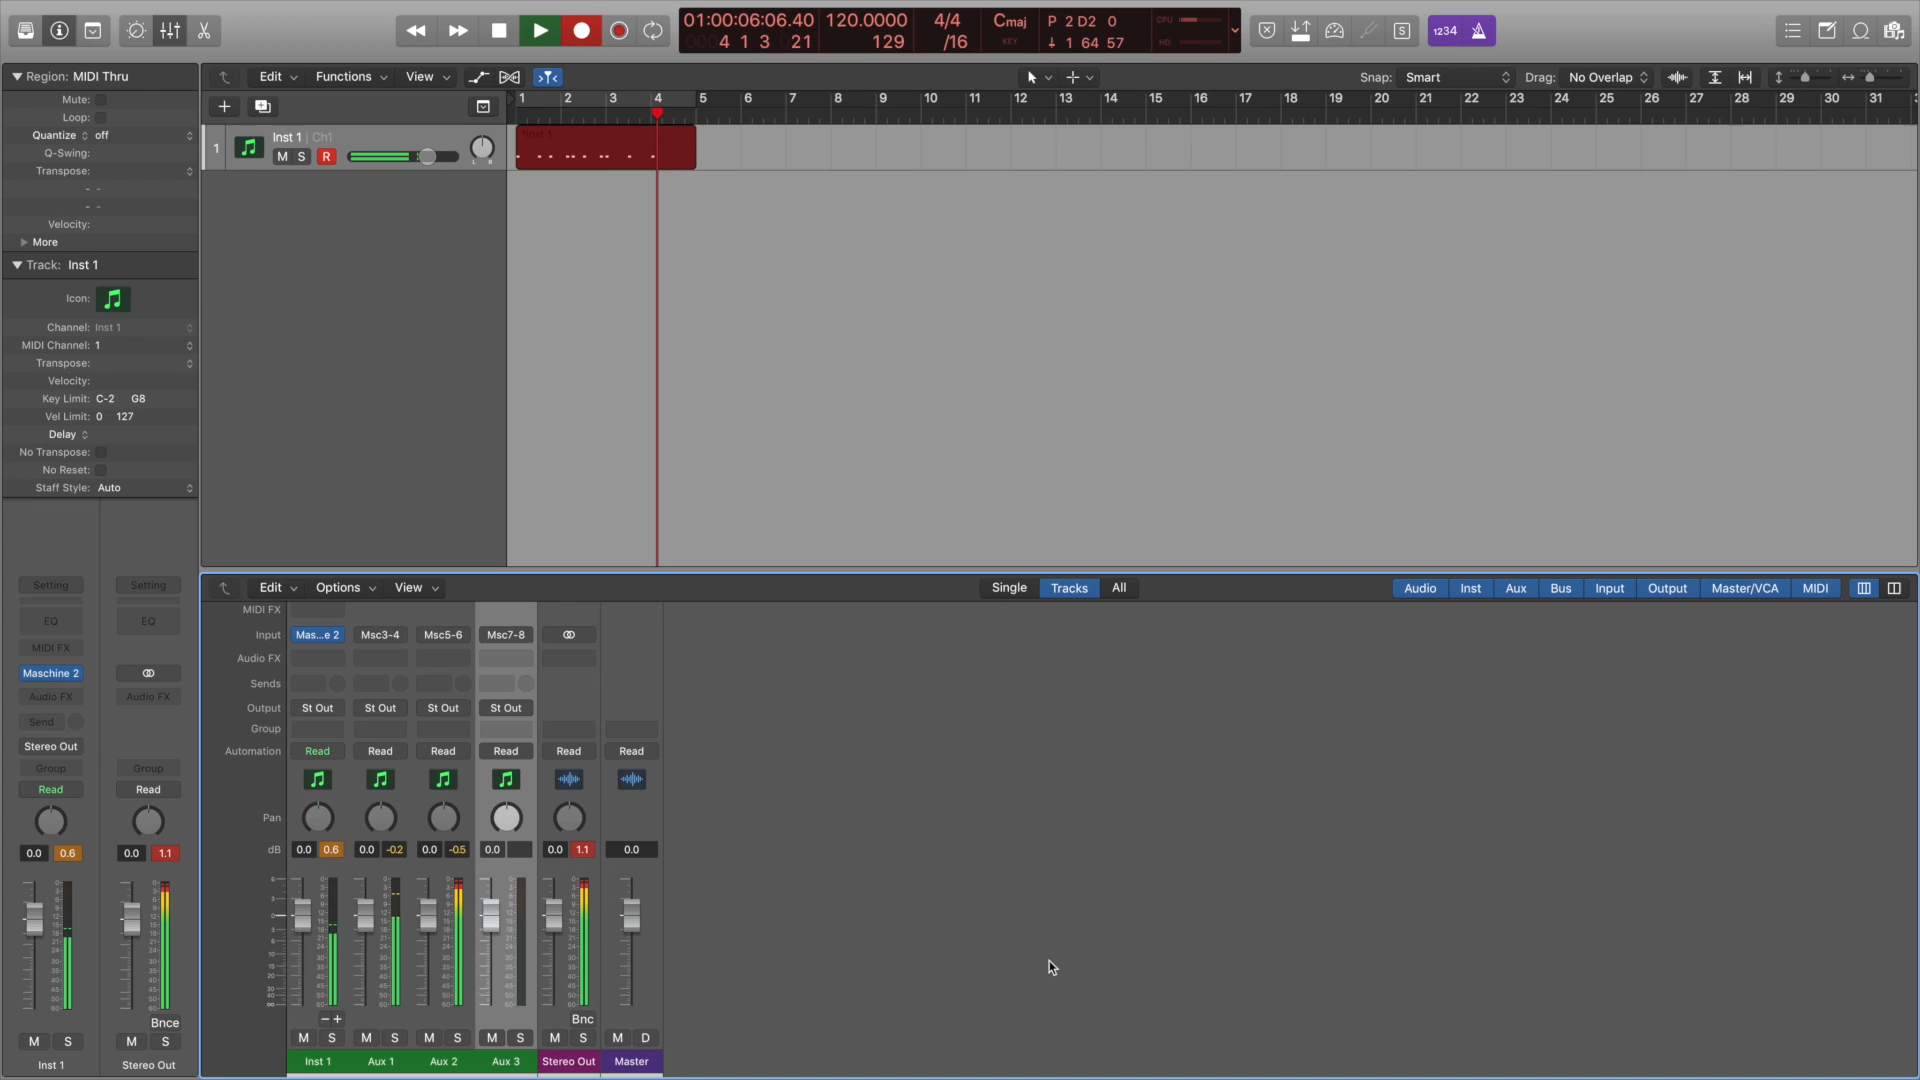 01:00:06:06.40 120.0000 4/4 Cmaj P 2 D2 0 CPU
0004 1 3 21 129 /16 KEY 1 64 57 HD
S 1234
Region: MIDI Thru
Mute:
Loop:
Quantize off
Q-Swing:
Transpose:
Velocity:
More
Track: Inst 1
Icon:
Channel: Inst 1
MIDI Channel: 1
Transpose:
Velocity:
Key Limit: C-2 G8
Vel Limit: 0 127
Delay
No Transpose:
No Reset:
Staff Style: Auto
Setting Setting
EQ EQ
MIDI FX
Maschine 2
Audio FX Audio FX
Send
Stereo Out
Group Group
Read Read
0.0 0.6 0.0 1.1
Bnce
M S M S
Inst 1 Stereo Out
Edit Functions View Snap: Smart Drag: No Overlap
1 2 3 4 5 6 7 8 9 10 11 12 13 14 15 16 17 18 19 20 21 22 23 24 25 26 27 28 29 30 31
1 Inst 1 | Ch1
M S R L R
*Inst 1
Edit Options View Single Tracks All Audio Inst Aux Bus Input Output Master/VCA MIDI
MIDI FX
Input Mas...e 2 Msc3-4 Msc5-6 Msc7-8
Audio FX
Sends
Output St Out St Out St Out St Out
Group
Automation Read Read Read Read Read Read
Pan
dB 0.0 0.6 0.0 -0.2 0.0 -0.5 0.0 0.0 1.1 0.0
Bnc
M S M S M S M S M S M D
Inst 1 Aux 1 Aux 2 Aux 3 Stereo Out Master